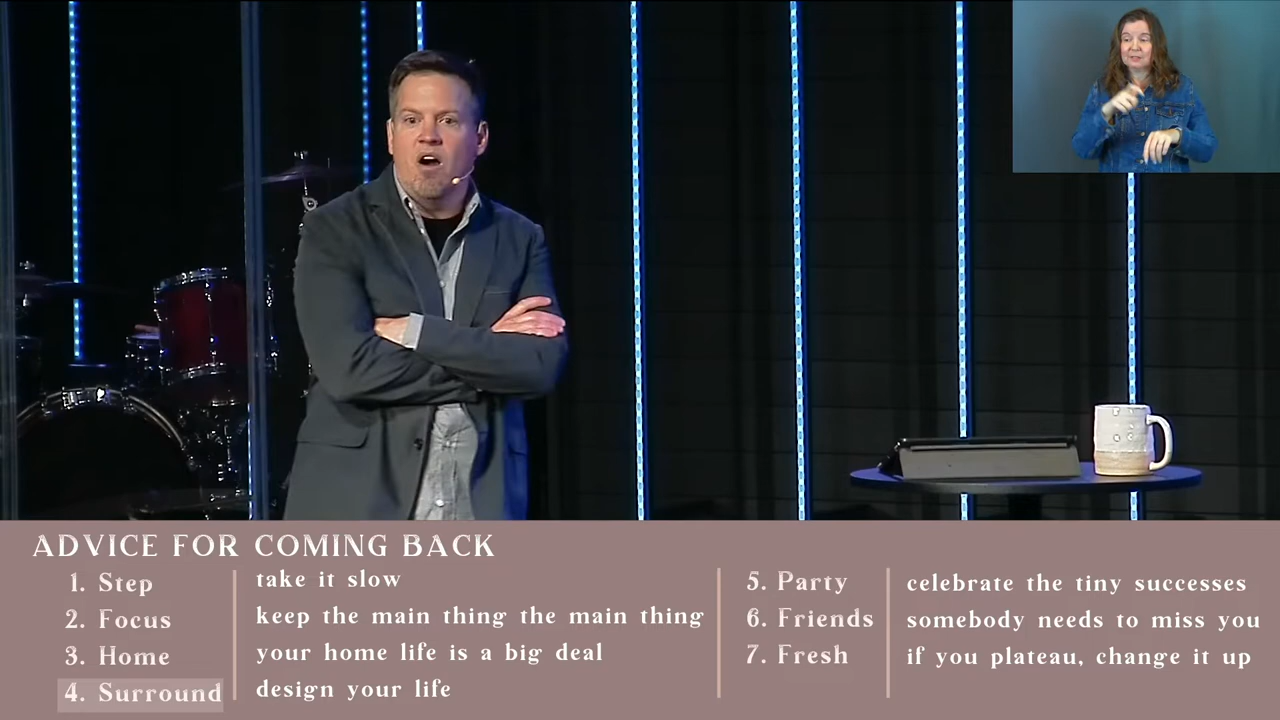 ADVICE FOR COMING BACK
1. Step take it slow
2. Focus keep the main thing the main thing
3. Home your home life is a big deal
4. Surround design your life
5. Party celebrate the tiny successes
6. Friends somebody needs to miss you
7. Fresh if you plateau, change it up